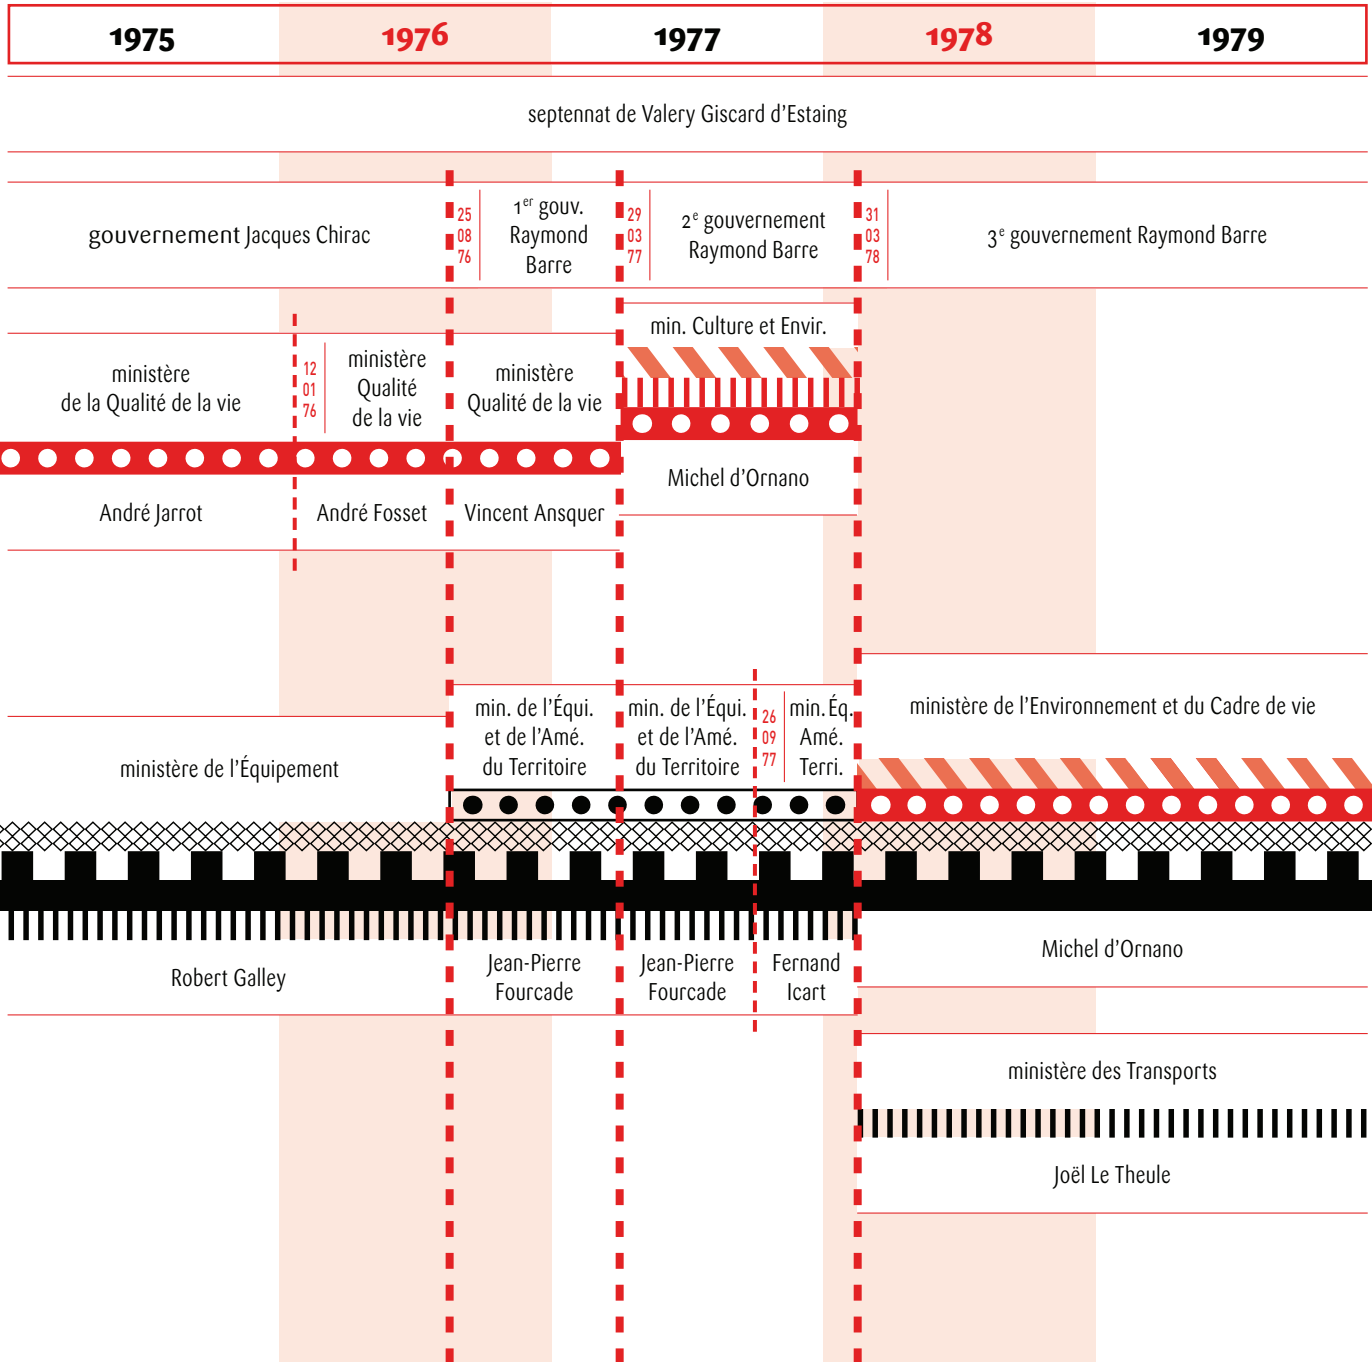 1975 1976 1977 1978 1979
septennat de Valery Giscard d'Estaing
gouvernement Jacques Chirac
25
08
76
1er gouv.
Raymond
Barre
29
03
77
2e gouvernement
Raymond Barre
31
03
78
3e gouvernement Raymond Barre
min. Culture et Envir.
Michel d'Ornano
ministère
de la Qualité de la vie
12
01
76
ministère
Qualité
de la vie
ministère
Qualité de la vie
André Jarrot
André Fosset
Vincent Ansquer
ministère de l'Équipement
min. de l'Équi.
et de l'Amé.
du Territoire
min. de l'Équi.
et de l'Amé.
du Territoire
26
09
77
min. Éq.
Amé.
Terri.
ministère de l'Environnement et du Cadre de vie
Robert Galley
Jean-Pierre
Fourcade
Jean-Pierre
Fourcade
Fernand
Icart
Michel d'Ornano
ministère des Transports
Joël Le Theule